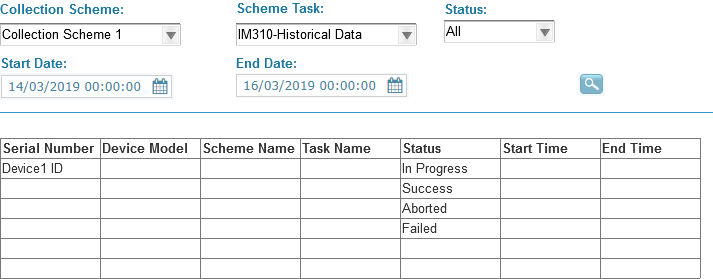 Collection Scheme: Scheme Task: Status:
Collection Scheme 1 IM310-Historical Data All
Start Date: End Date:
14/03/2019 00:00:00 16/03/2019 00:00:00
Serial Number Device Model Scheme Name Task Name Status Start Time End Time
Device1 ID In Progress
Success
Aborted
Failed